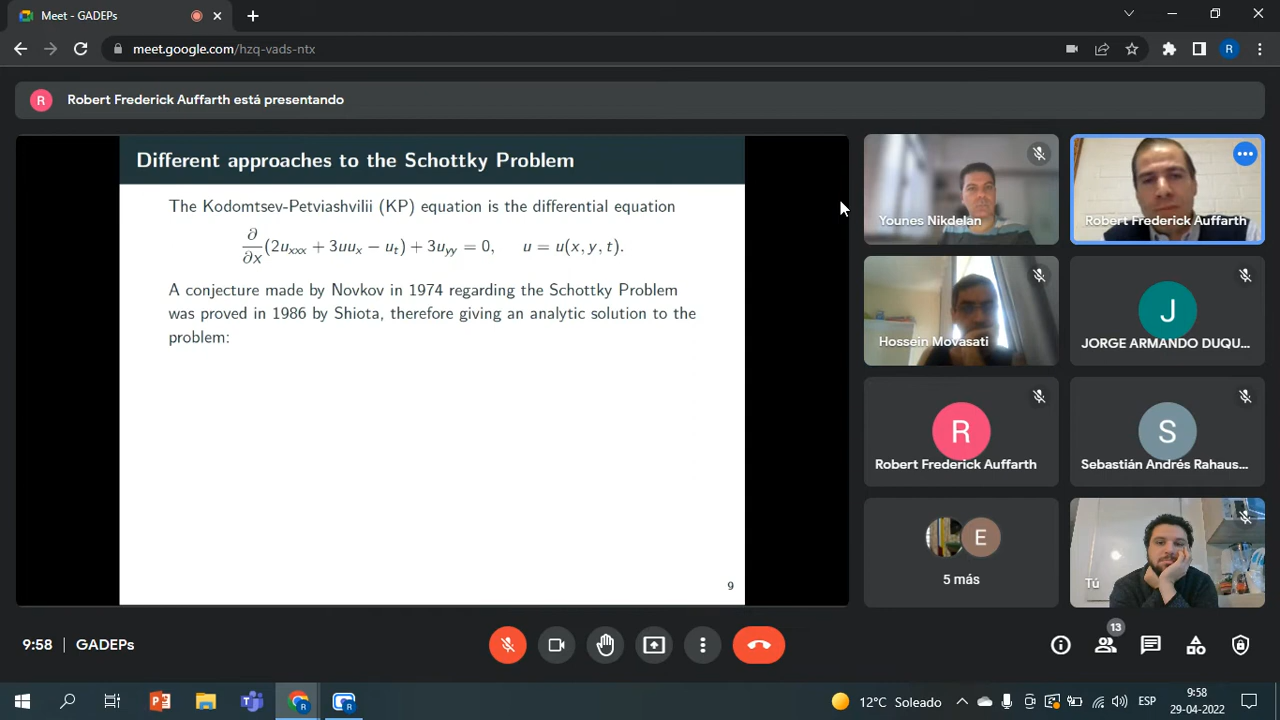 Meet - GADEPs
meet.google.com/hzq-vads-ntx
R
R
Robert Frederick Auffarth está presentando
Different approaches to the Schottky Problem
The Kodomtsev-Petviashvilii (KP) equation is the differential equation
∂/∂x (2uₓₓₓ + 3uuₓ − uₜ) + 3u_yy = 0, u = u(x, y, t).
A conjecture made by Novkov in 1974 regarding the Schottky Problem
was proved in 1986 by Shiota, therefore giving an analytic solution to the
problem:
9
Younes Nikdelan
Robert Frederick Auffarth
Hossein Movasati
J
JORGE ARMANDO DUQU...
R
Robert Frederick Auffarth
S
Sebastián Andrés Rahaus...
E
5 más
Tú
9:58 | GADEPs
13
12°C Soleado
ESP
9:58
29-04-2022